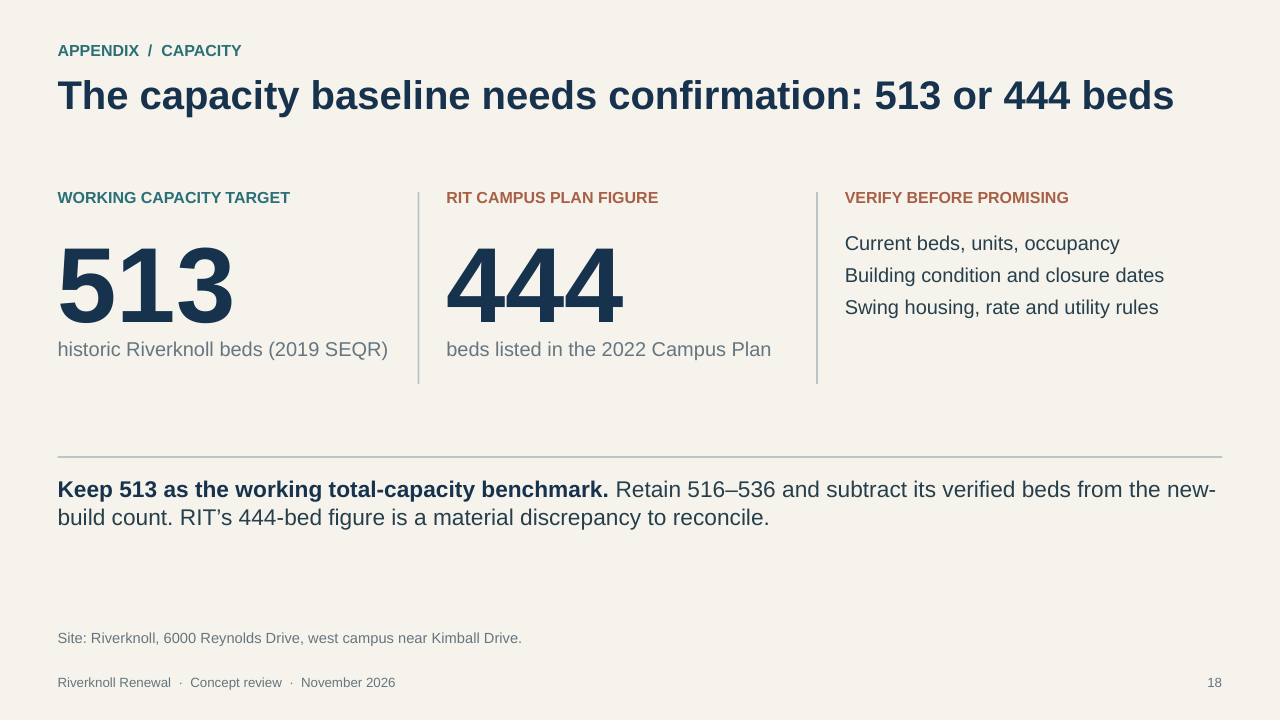 APPENDIX / CAPACITY
The capacity baseline needs confirmation: 513 or 444 beds
WORKING CAPACITY TARGET
513
historic Riverknoll beds (2019 SEQR)
RIT CAMPUS PLAN FIGURE
444
beds listed in the 2022 Campus Plan
VERIFY BEFORE PROMISING
Current beds, units, occupancy
Building condition and closure dates
Swing housing, rate and utility rules
Keep 513 as the working total-capacity benchmark. Retain 516–536 and subtract its verified beds from the new-
build count. RIT’s 444-bed figure is a material discrepancy to reconcile.
Site: Riverknoll, 6000 Reynolds Drive, west campus near Kimball Drive.
Riverknoll Renewal · Concept review · November 2026
18